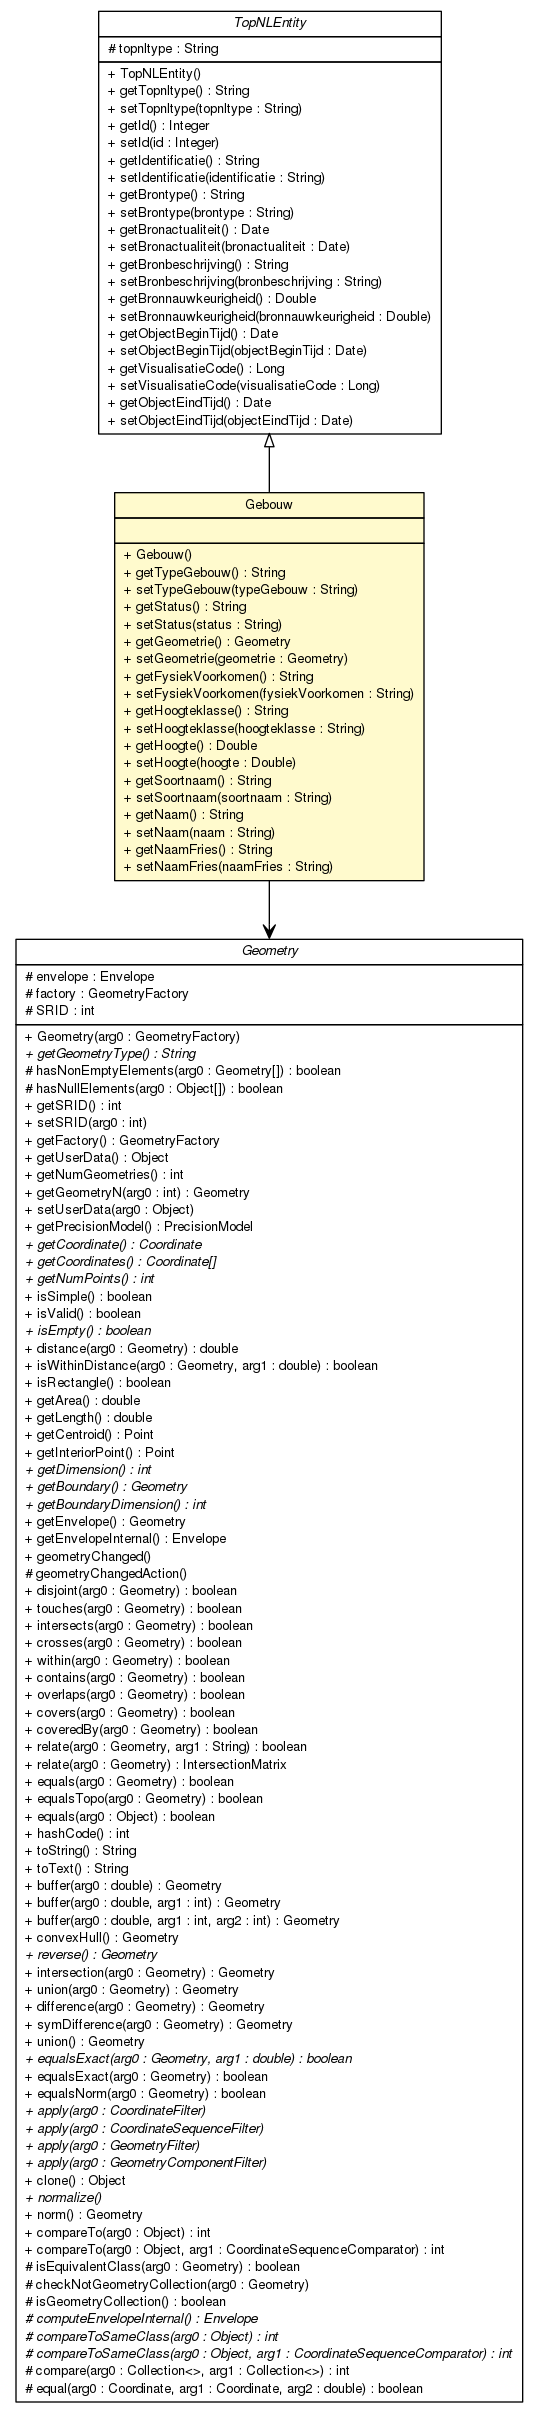 TopNLEntity
# topnltype : String
+ TopNLEntity()
+ getTopnltype() : String
+ setTopnltype(topnltype : String)
+ getId() : Integer
+ setId(id : Integer)
+ getIdentificatie() : String
+ setIdentificatie(identificatie : String)
+ getBrontype() : String
+ setBrontype(brontype : String)
+ getBronactualiteit() : Date
+ setBronactualiteit(bronactualiteit : Date)
+ getBronbeschrijving() : String
+ setBronbeschrijving(bronbeschrijving : String)
+ getBronnauwkeurigheid() : Double
+ setBronnauwkeurigheid(bronnauwkeurigheid : Double)
+ getObjectBeginTijd() : Date
+ setObjectBeginTijd(objectBeginTijd : Date)
+ getVisualisatieCode() : Long
+ setVisualisatieCode(visualisatieCode : Long)
+ getObjectEindTijd() : Date
+ setObjectEindTijd(objectEindTijd : Date)
Gebouw
+ Gebouw()
+ getTypeGebouw() : String
+ setTypeGebouw(typeGebouw : String)
+ getStatus() : String
+ setStatus(status : String)
+ getGeometrie() : Geometry
+ setGeometrie(geometrie : Geometry)
+ getFysiekVoorkomen() : String
+ setFysiekVoorkomen(fysiekVoorkomen : String)
+ getHoogteklasse() : String
+ setHoogteklasse(hoogteklasse : String)
+ getHoogte() : Double
+ setHoogte(hoogte : Double)
+ getSoortnaam() : String
+ setSoortnaam(soortnaam : String)
+ getNaam() : String
+ setNaam(naam : String)
+ getNaamFries() : String
+ setNaamFries(naamFries : String)
Geometry
# envelope : Envelope
# factory : GeometryFactory
# SRID : int
+ Geometry(arg0 : GeometryFactory)
+ getGeometryType() : String
# hasNonEmptyElements(arg0 : Geometry[]) : boolean
# hasNullElements(arg0 : Object[]) : boolean
+ getSRID() : int
+ setSRID(arg0 : int)
+ getFactory() : GeometryFactory
+ getUserData() : Object
+ getNumGeometries() : int
+ getGeometryN(arg0 : int) : Geometry
+ setUserData(arg0 : Object)
+ getPrecisionModel() : PrecisionModel
+ getCoordinate() : Coordinate
+ getCoordinates() : Coordinate[]
+ getNumPoints() : int
+ isSimple() : boolean
+ isValid() : boolean
+ isEmpty() : boolean
+ distance(arg0 : Geometry) : double
+ isWithinDistance(arg0 : Geometry, arg1 : double) : boolean
+ isRectangle() : boolean
+ getArea() : double
+ getLength() : double
+ getCentroid() : Point
+ getInteriorPoint() : Point
+ getDimension() : int
+ getBoundary() : Geometry
+ getBoundaryDimension() : int
+ getEnvelope() : Geometry
+ getEnvelopeInternal() : Envelope
+ geometryChanged()
# geometryChangedAction()
+ disjoint(arg0 : Geometry) : boolean
+ touches(arg0 : Geometry) : boolean
+ intersects(arg0 : Geometry) : boolean
+ crosses(arg0 : Geometry) : boolean
+ within(arg0 : Geometry) : boolean
+ contains(arg0 : Geometry) : boolean
+ overlaps(arg0 : Geometry) : boolean
+ covers(arg0 : Geometry) : boolean
+ coveredBy(arg0 : Geometry) : boolean
+ relate(arg0 : Geometry, arg1 : String) : boolean
+ relate(arg0 : Geometry) : IntersectionMatrix
+ equals(arg0 : Geometry) : boolean
+ equalsTopo(arg0 : Geometry) : boolean
+ equals(arg0 : Object) : boolean
+ hashCode() : int
+ toString() : String
+ toText() : String
+ buffer(arg0 : double) : Geometry
+ buffer(arg0 : double, arg1 : int) : Geometry
+ buffer(arg0 : double, arg1 : int, arg2 : int) : Geometry
+ convexHull() : Geometry
+ reverse() : Geometry
+ intersection(arg0 : Geometry) : Geometry
+ union(arg0 : Geometry) : Geometry
+ difference(arg0 : Geometry) : Geometry
+ symDifference(arg0 : Geometry) : Geometry
+ union() : Geometry
+ equalsExact(arg0 : Geometry, arg1 : double) : boolean
+ equalsExact(arg0 : Geometry) : boolean
+ equalsNorm(arg0 : Geometry) : boolean
+ apply(arg0 : CoordinateFilter)
+ apply(arg0 : CoordinateSequenceFilter)
+ apply(arg0 : GeometryFilter)
+ apply(arg0 : GeometryComponentFilter)
+ clone() : Object
+ normalize()
+ norm() : Geometry
+ compareTo(arg0 : Object) : int
+ compareTo(arg0 : Object, arg1 : CoordinateSequenceComparator) : int
# isEquivalentClass(arg0 : Geometry) : boolean
# checkNotGeometryCollection(arg0 : Geometry)
# isGeometryCollection() : boolean
# computeEnvelopeInternal() : Envelope
# compareToSameClass(arg0 : Object) : int
# compareToSameClass(arg0 : Object, arg1 : CoordinateSequenceComparator) : int
# compare(arg0 : Collection<>, arg1 : Collection<>) : int
# equal(arg0 : Coordinate, arg1 : Coordinate, arg2 : double) : boolean